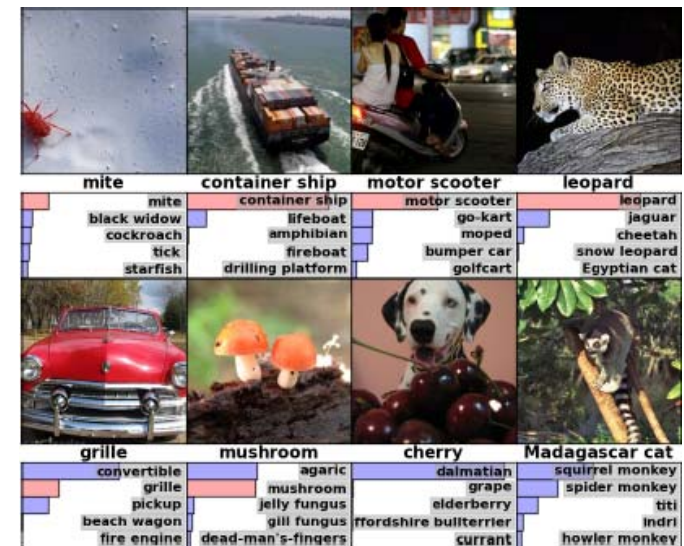 mite container ship motor scooter leopard
mite container ship motor scooter leopard
black widow lifeboat go-kart jaguar
cockroach amphibian moped cheetah
tick fireboat bumper car snow leopard
starfish drilling platform golfcart Egyptian cat
grille mushroom cherry Madagascar cat
convertible agaric dalmatian squirrel monkey
grille mushroom grape spider monkey
pickup jelly fungus elderberry titi
beach wagon gill fungus ffordshire bullterrier indri
fire engine dead-man's-fingers currant howler monkey